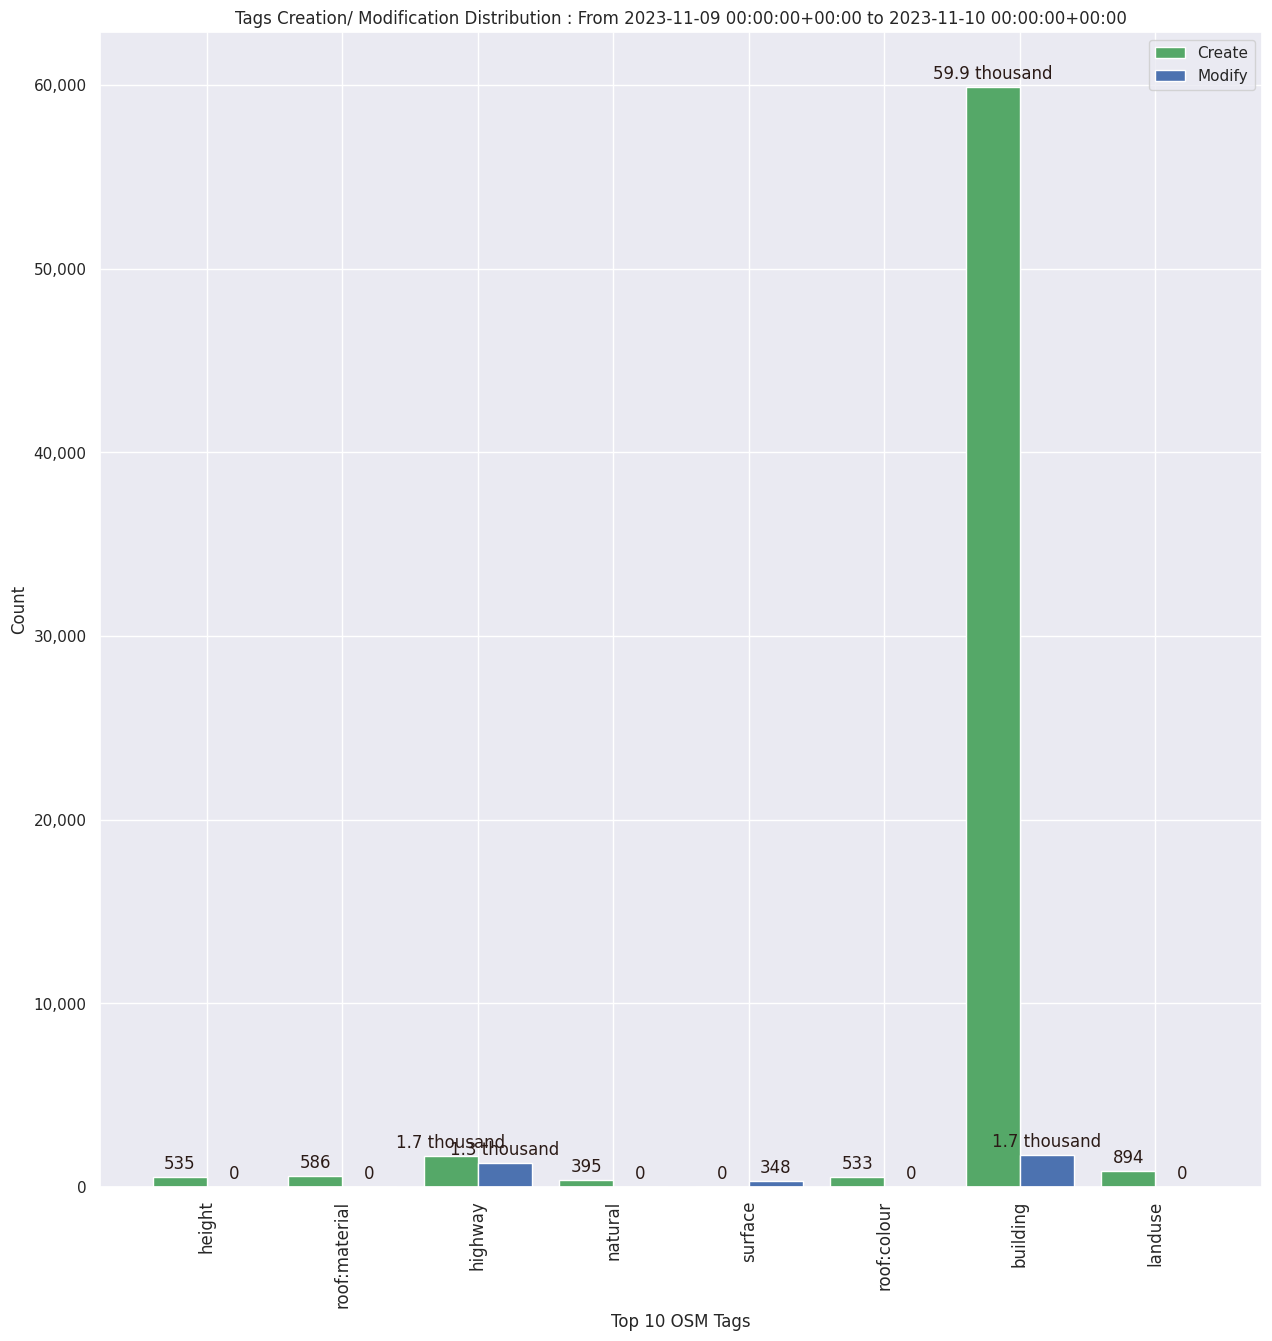 Tags Creation/ Modification Distribution : From 2023-11-09 00:00:00+00:00 to 2023-11-10 00:00:00+00:00
Create
Modify
60,000
50,000
40,000
30,000
20,000
10,000
0
Count
535
0
586
0
1.7 thousand
1.3 thousand
395
0
0
348
533
0
59.9 thousand
1.7 thousand
894
0
height
roof:material
highway
natural
surface
roof:colour
building
landuse
Top 10 OSM Tags